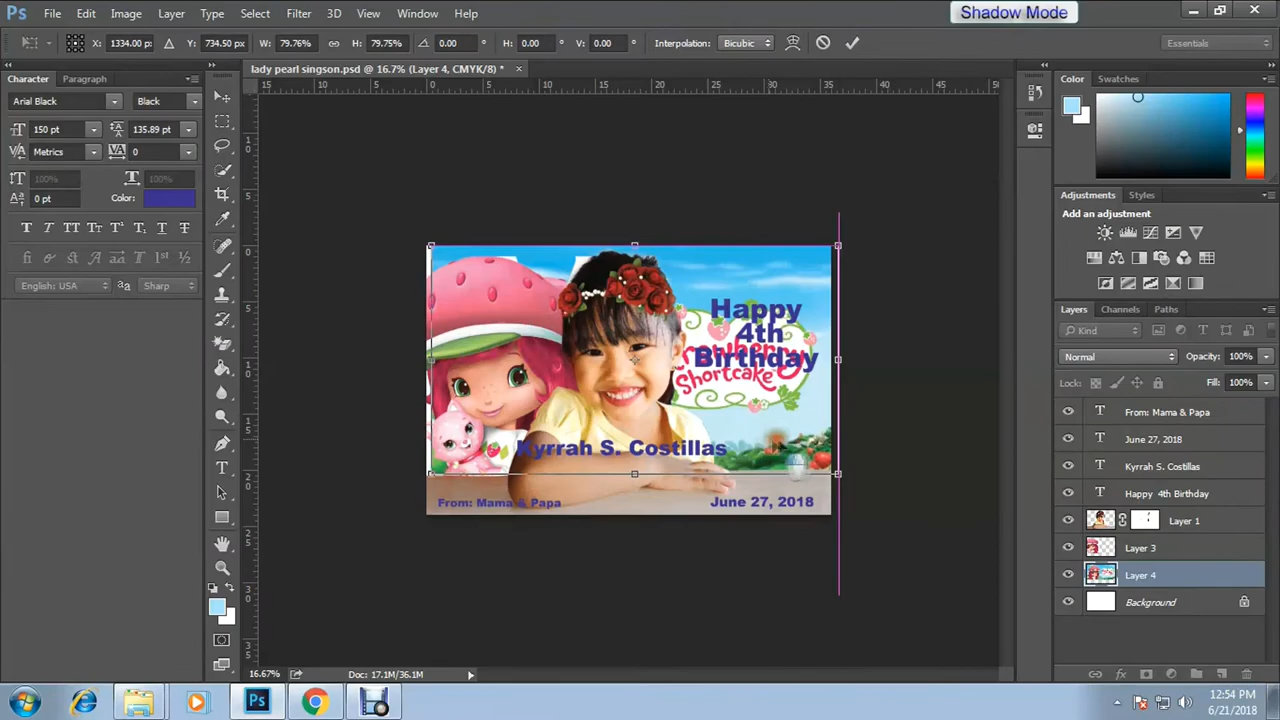 Ps File Edit Image Layer Type Select Filter 3D View Window Help
Shadow Mode
X: 1334.00 px Y: 734.50 px W: 79.76% H: 79.75% 0.00 ° H: 0.00 ° V: 0.00 ° Interpolation: Bicubic
Essentials
Character Paragraph
lady pearl singson.psd @ 16.7% (Layer 4, CMYK/8) * ×
Color Swatches
Arial Black Black
150 pt 135.89 pt
Metrics 0
100% 100%
0 pt Color:
English: USA aa Sharp
Adjustments Styles
Add an adjustment
Happy
4th
Birthday
Shortcake
Kyrrah S. Costillas
From: Mama & Papa June 27, 2018
Layers Channels Paths
Kind
Normal Opacity: 100%
Lock: Fill: 100%
From: Mama & Papa
June 27, 2018
Kyrrah S. Costillas
Happy 4th Birthday
Layer 1
Layer 3
Layer 4
Background
16.67% Doc: 17.1M/36.1M
12:54 PM
6/21/2018